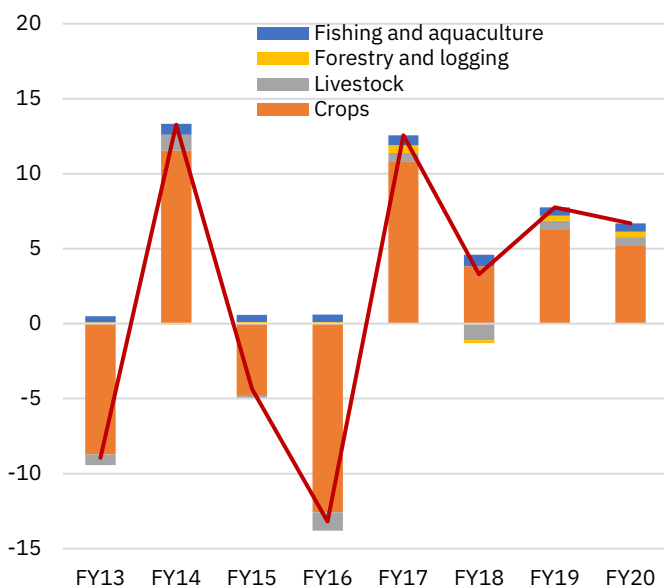 20
15
10
5
0
-5
-10
-15
Fishing and aquaculture
Forestry and logging
Livestock
Crops
FY13 FY14 FY15 FY16 FY17 FY18 FY19 FY20